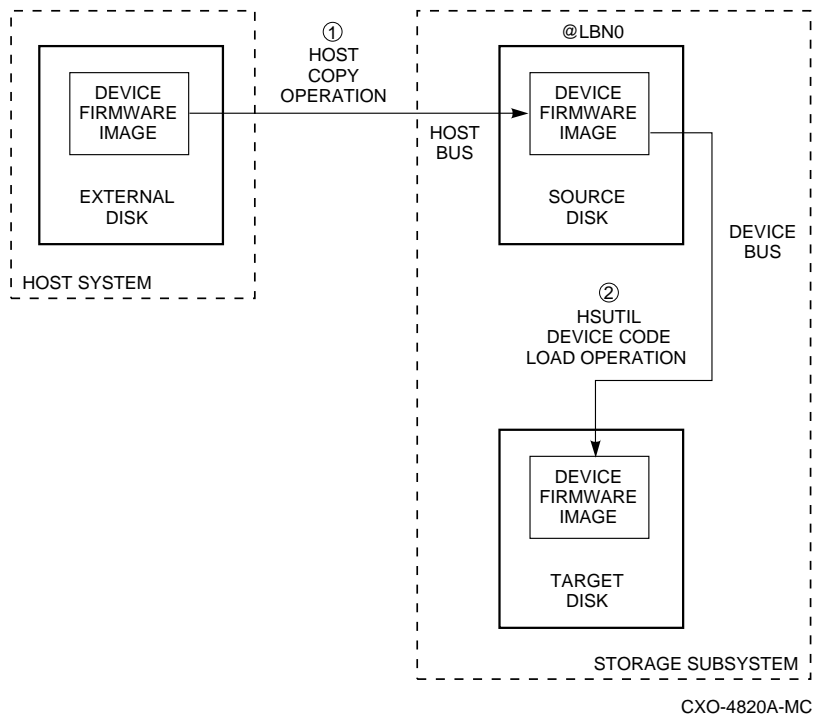 ①
HOST
COPY
OPERATION
@LBN0
DEVICE
FIRMWARE
IMAGE
HOST
BUS
DEVICE
FIRMWARE
IMAGE
EXTERNAL
DISK
SOURCE
DISK
DEVICE
BUS
HOST SYSTEM
②
HSUTIL
DEVICE CODE
LOAD OPERATION
DEVICE
FIRMWARE
IMAGE
TARGET
DISK
STORAGE SUBSYSTEM
CXO-4820A-MC